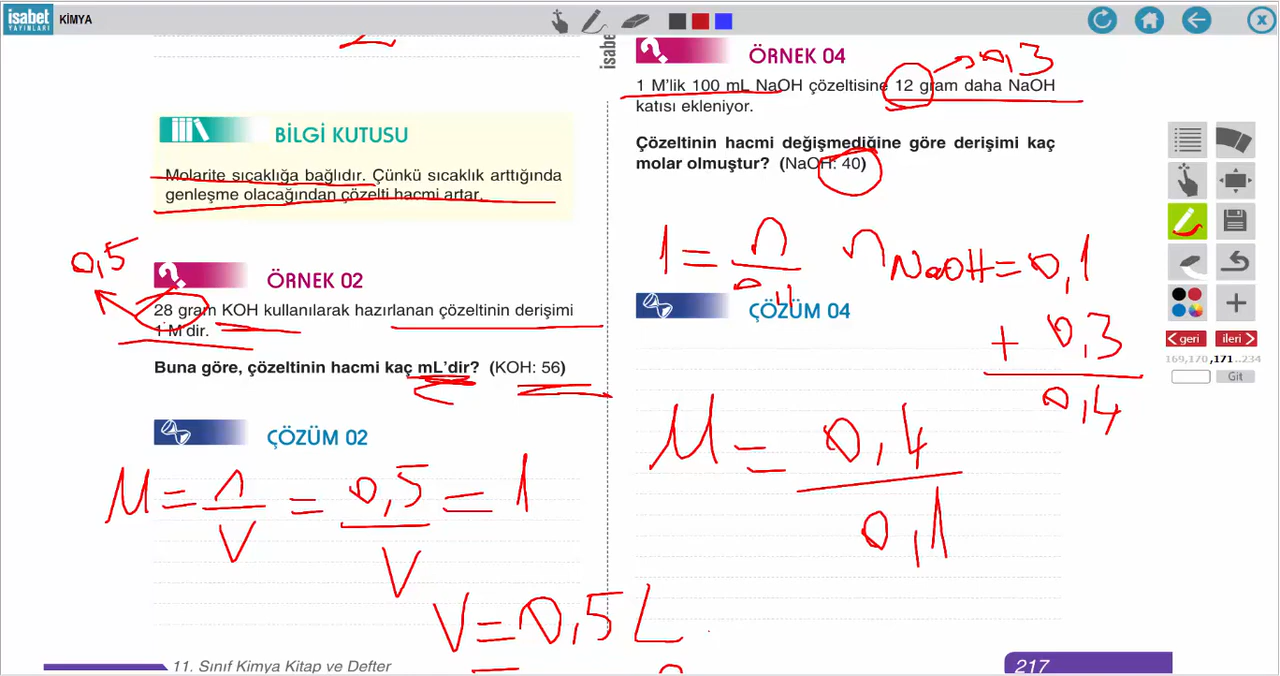 isabet
YAYINLARI
KİMYA
isabet
BİLGİ KUTUSU
Molarite sıcaklığa bağlıdır. Çünkü sıcaklık arttığında
genleşme olacağından çözelti hacmi artar.
0,5
ÖRNEK 02
28 gram KOH kullanılarak hazırlanan çözeltinin derişimi
1 M'dir.
Buna göre, çözeltinin hacmi kaç mL'dir? (KOH: 56)
ÇÖZÜM 02
M = n/V = 0,5/V = 1
V = 0,5 L
11. Sınıf Kimya Kitap ve Defter
ÖRNEK 04
0,3
1 M'lik 100 mL NaOH çözeltisine 12 gram daha NaOH
katısı ekleniyor.
Çözeltinin hacmi değişmediğine göre derişimi kaç
molar olmuştur? (NaOH: 40)
1 = n/0,1 nNaOH = 0,1
ÇÖZÜM 04
+ 0,3
0,4
M = 0,4/0,1
217
geri
ileri
169,170,171..234
Git